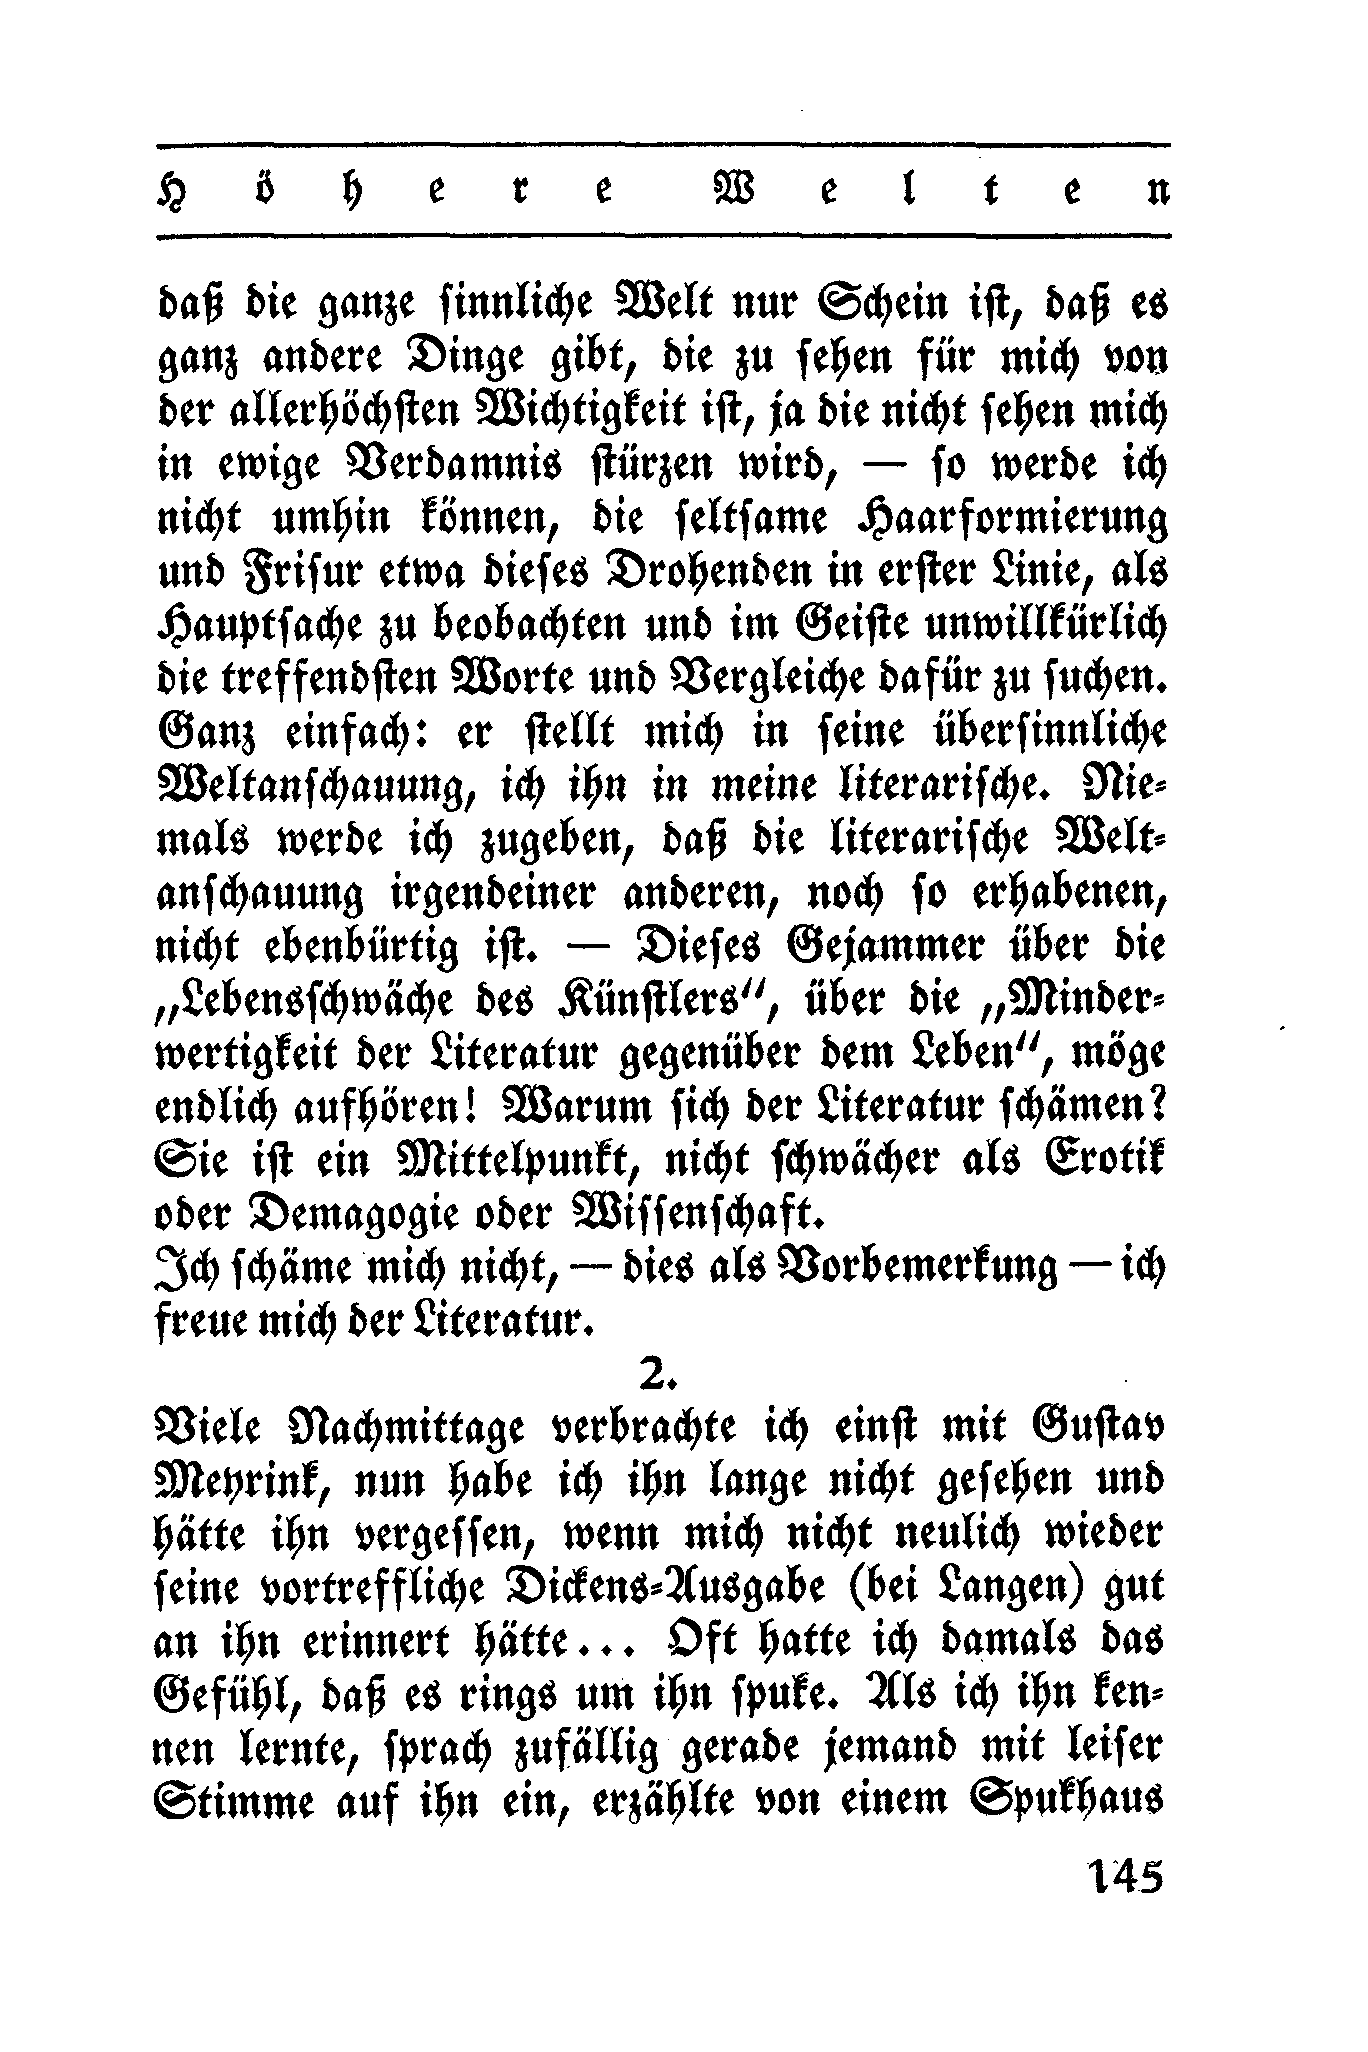 Höhere Welten
daß die ganze sinnliche Welt nur Schein ist, daß es
ganz andere Dinge gibt, die zu sehen für mich von
der allerhöchsten Wichtigkeit ist, ja die nicht sehen mich
in ewige Verdamnis stürzen wird, — so werde ich
nicht umhin können, die seltsame Haarformierung
und Frisur etwa dieses Drohenden in erster Linie, als
Hauptsache zu beobachten und im Geiste unwillkürlich
die treffendsten Worte und Vergleiche dafür zu suchen.
Ganz einfach: er stellt mich in seine übersinnliche
Weltanschauung, ich ihn in meine literarische. Nie-
mals werde ich zugeben, daß die literarische Welt-
anschauung irgendeiner anderen, noch so erhabenen,
nicht ebenbürtig ist. — Dieses Gejammer über die
„Lebensschwäche des Künstlers“, über die „Minder-
wertigkeit der Literatur gegenüber dem Leben“, möge
endlich aufhören! Warum sich der Literatur schämen?
Sie ist ein Mittelpunkt, nicht schwächer als Erotik
oder Demagogie oder Wissenschaft.
Ich schäme mich nicht, — dies als Vorbemerkung — ich
freue mich der Literatur.
2.
Viele Nachmittage verbrachte ich einst mit Gustav
Meyrink, nun habe ich ihn lange nicht gesehen und
hätte ihn vergessen, wenn mich nicht neulich wieder
seine vortreffliche Dickens-Ausgabe (bei Langen) gut
an ihn erinnert hätte... Oft hatte ich damals das
Gefühl, daß es rings um ihn spuke. Als ich ihn ken-
nen lernte, sprach zufällig gerade jemand mit leiser
Stimme auf ihn ein, erzählte von einem Spukhaus
145